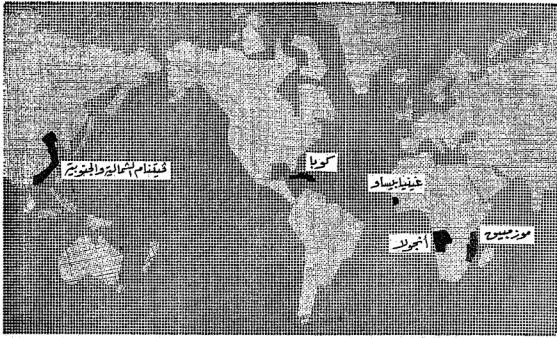 كوبا
فيتنام الشمالية والجنوبية
غينيا بيساو
موزمبيق
أنجولا